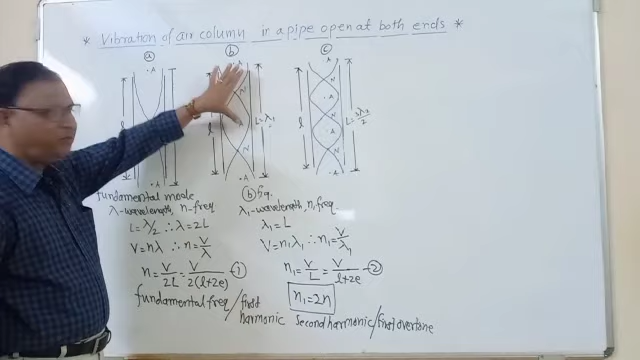 * Vibration of air column in a pipe open at both ends *
ⓐ ⓑ ⓒ
A A A
N
N
A
N
A
N
A A A
l l l
L=λ₁
L=3λ₂/2
fundamental mode
λ-wavelength, n-freq
L=λ/2 ∴ λ=2L
V=nλ ∴ n=V/λ
n=V/2L=V/2(l+2e) —①
fundamental freq/first harmonic
ⓑ fig.
λ₁-wavelength, n₁ freq.
λ₁=L
V=n₁λ₁ ∴ n₁=V/λ₁
n₁=V/L=V/l+2e —②
n₁=2n
second harmonic/first overtone